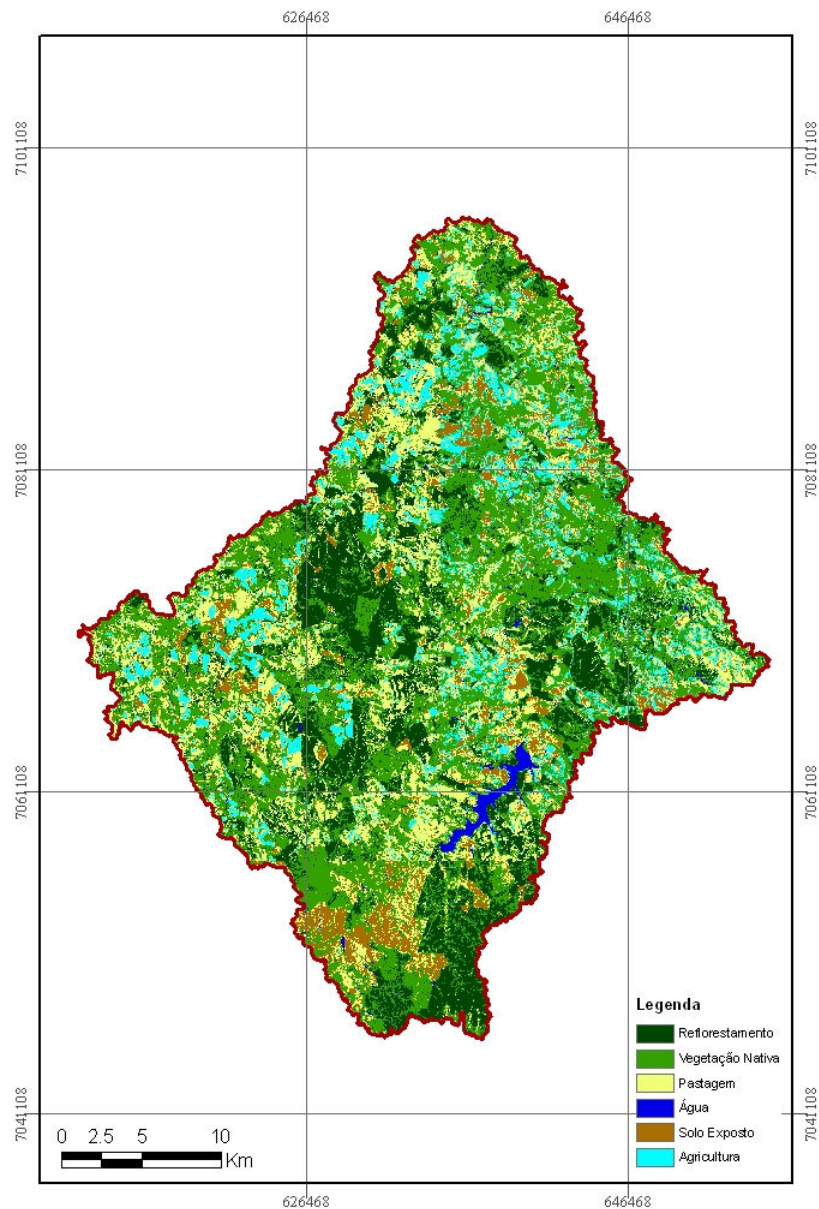 626468 646468
7101108 7101108
7081108 7081108
7061108 7061108
7041108 7041108
Legenda
Reflorestamento
Vegetação Nativa
Pastagem
Água
Solo Exposto
Agricultura
0 2.5 5 10
Km
626468 646468